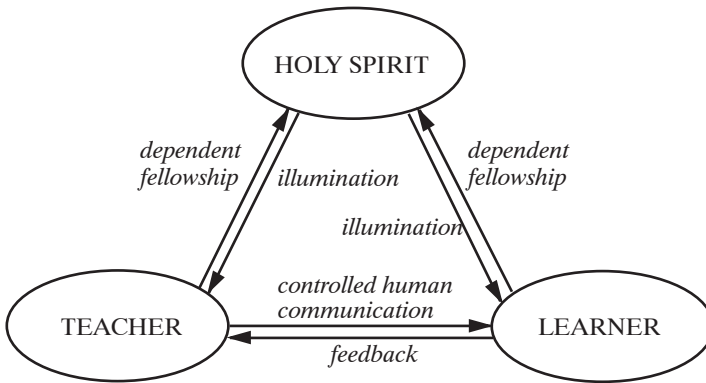 HOLY SPIRIT
dependent
fellowship
illumination
dependent
fellowship
illumination
controlled human
communication
TEACHER
LEARNER
feedback